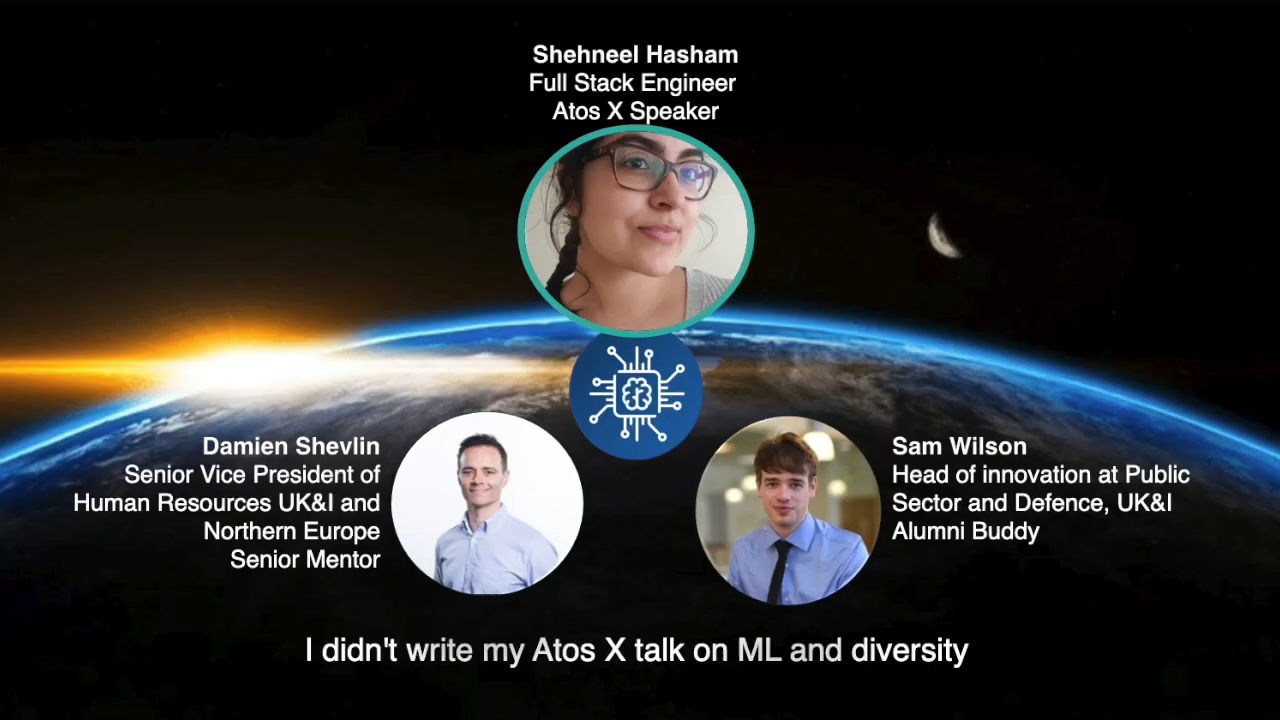 Shehneel Hasham
Full Stack Engineer
Atos X Speaker
Damien Shevlin
Senior Vice President of
Human Resources UK&I and
Northern Europe
Senior Mentor
Sam Wilson
Head of innovation at Public
Sector and Defence, UK&I
Alumni Buddy
I didn't write my Atos X talk on ML and diversity